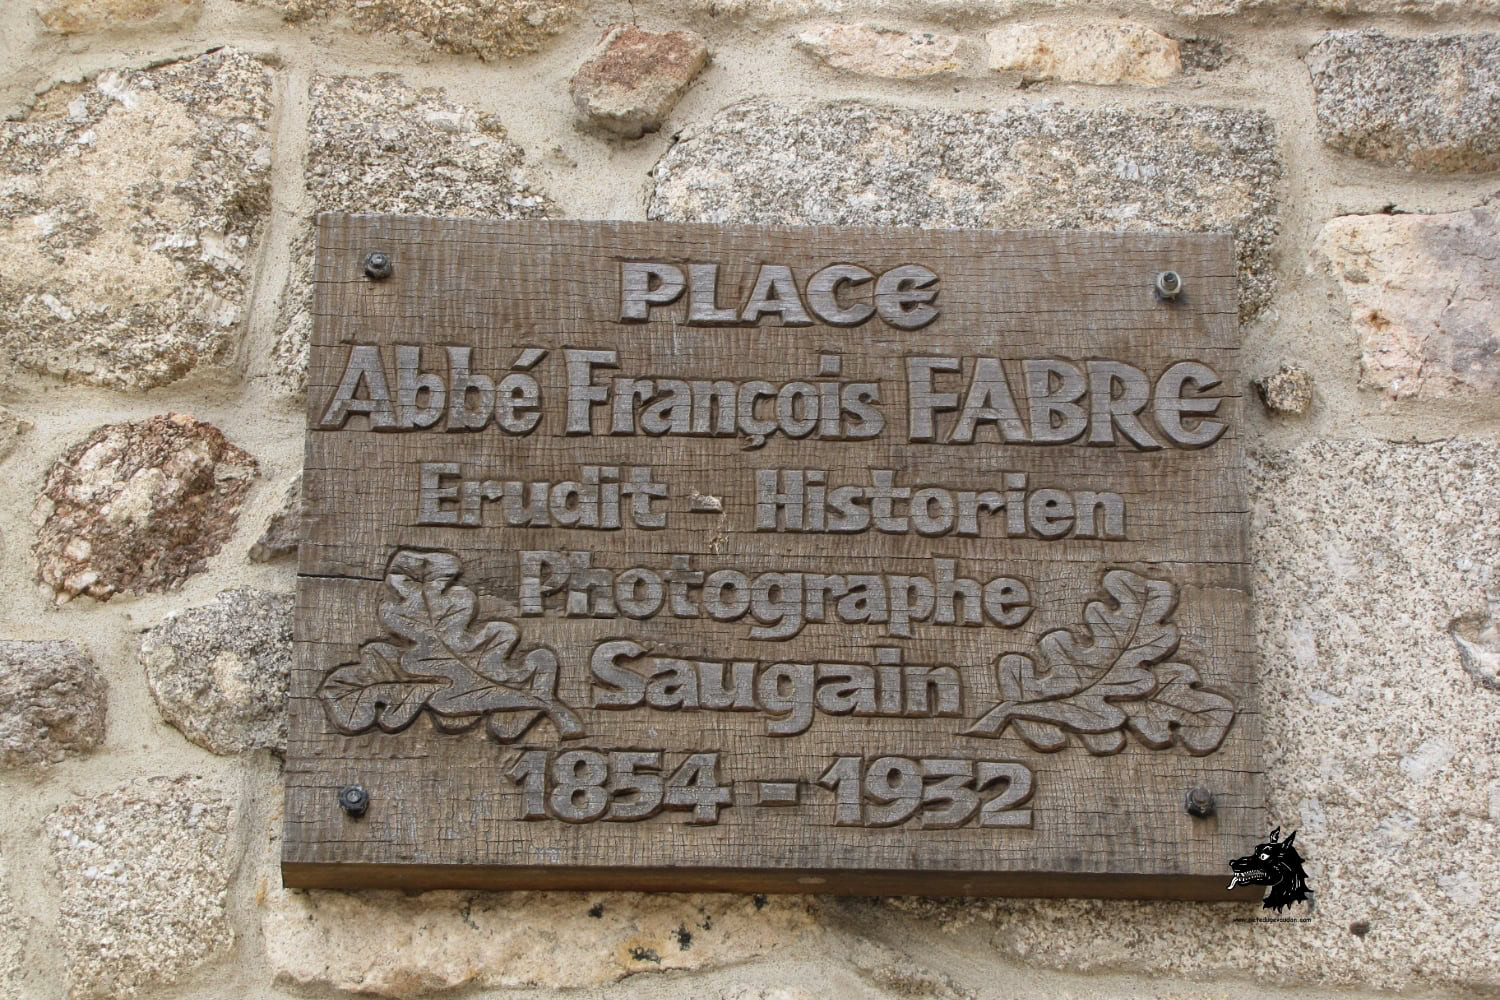 PLACE
Abbé François FABRE
Erudit - Historien
Photographe
Saugain
1854 - 1932